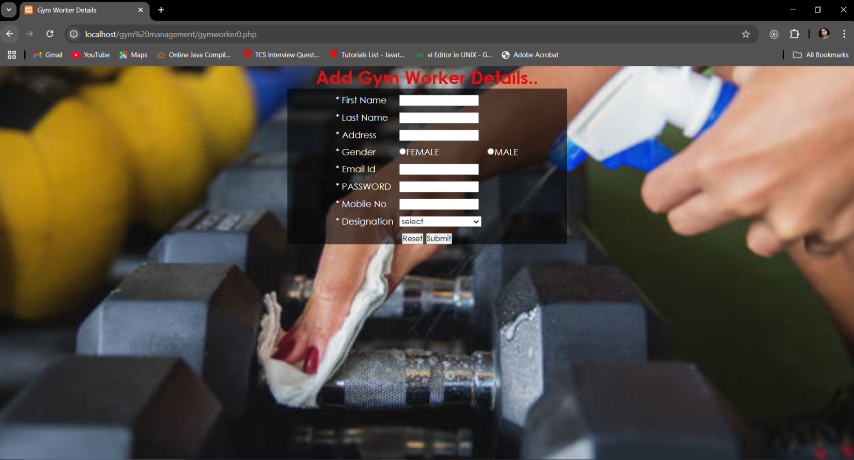 Gym Worker Details
localhost/gym%20management/gymworker0.php
Gmail YouTube Maps Online Java Compil... TCS Interview Quest... Tutorials List - Javat... vi Editor in UNIX - G... Adobe Acrobat All Bookmarks
Add Gym Worker Details..
* First Name
* Last Name
* Address
* Gender FEMALE MALE
* Email Id
* PASSWORD
* Mobile No
* Designation select
Reset Submit